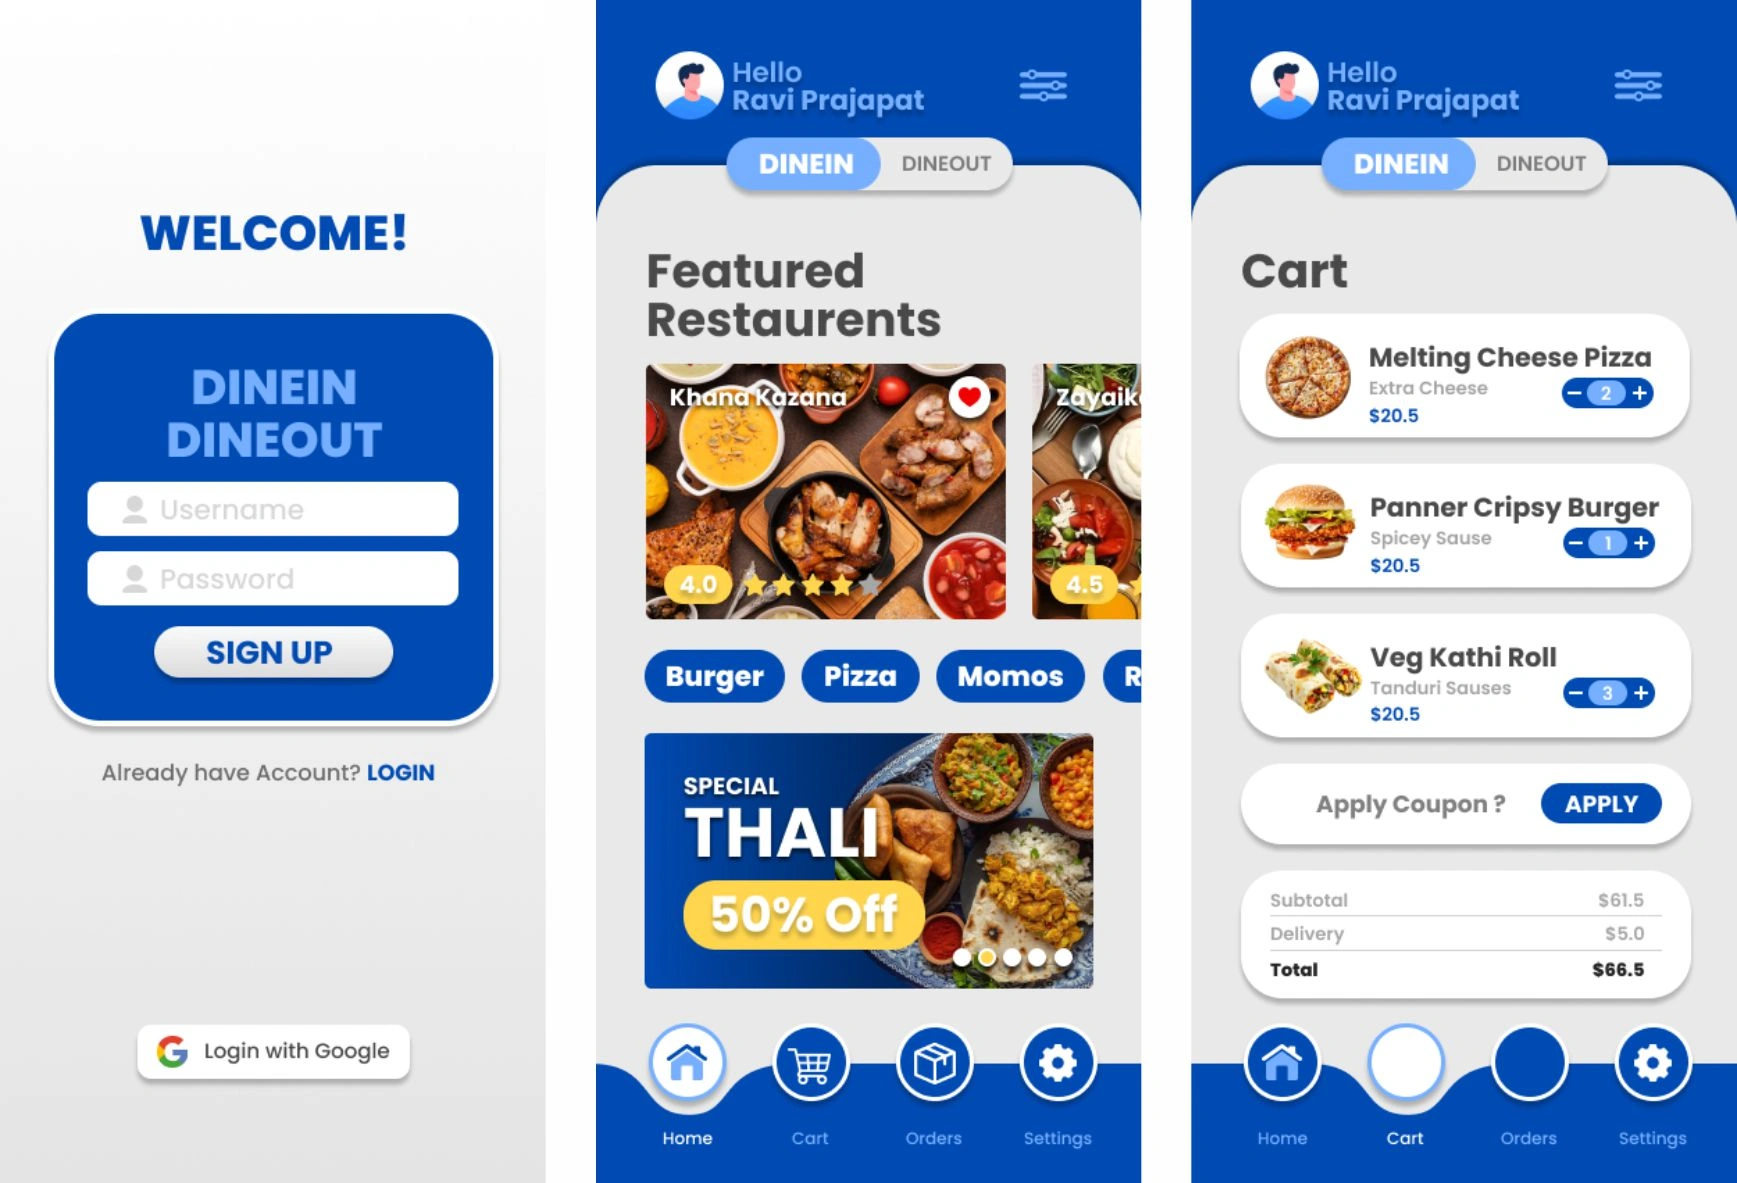 WELCOME!
DINEIN
DINEOUT
Username
Password
SIGN UP
Already have Account? LOGIN
Login with Google
Hello
Ravi Prajapat
DINEIN DINEOUT
Featured
Restaurents
Khana Kazana
Zayaik
4.0
4.5
Burger Pizza Momos R
SPECIAL
THALI
50% Off
Home Cart Orders Settings
Hello
Ravi Prajapat
DINEIN DINEOUT
Cart
Melting Cheese Pizza
Extra Cheese
− 2 +
$20.5
Panner Cripsy Burger
Spicey Sause
− 1 +
$20.5
Veg Kathi Roll
Tanduri Sauses
− 3 +
$20.5
Apply Coupon ? APPLY
Subtotal $61.5
Delivery $5.0
Total $66.5
Home Cart Orders Settings